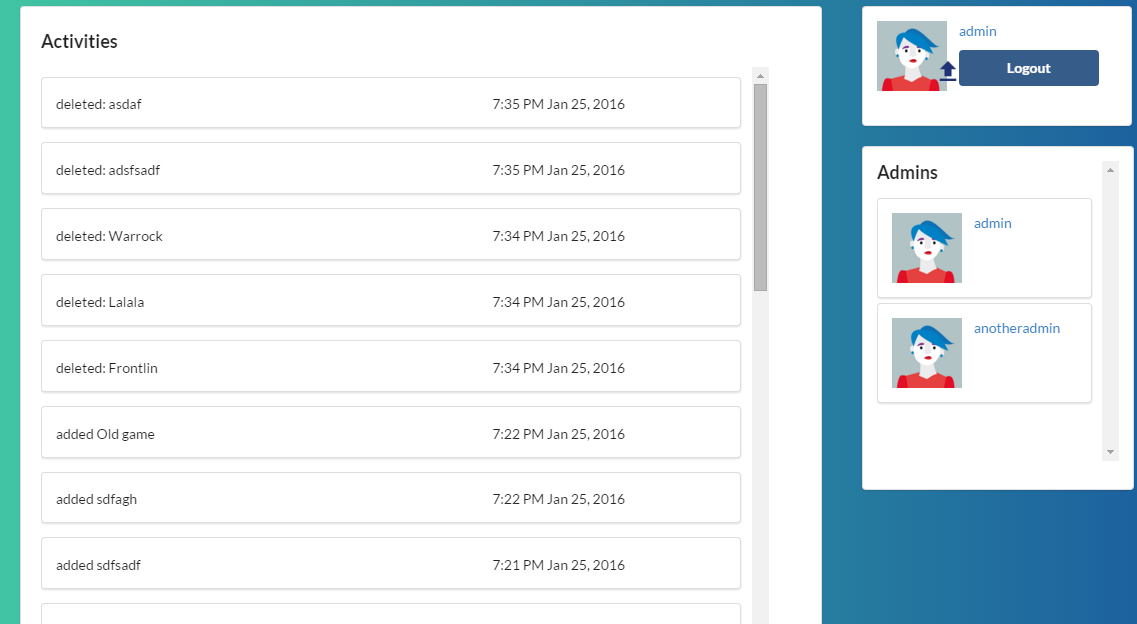 Activities
deleted: asdaf 7:35 PM Jan 25, 2016
deleted: adsfsadf 7:35 PM Jan 25, 2016
deleted: Warrock 7:34 PM Jan 25, 2016
deleted: Lalala 7:34 PM Jan 25, 2016
deleted: Frontlin 7:34 PM Jan 25, 2016
added Old game 7:22 PM Jan 25, 2016
added sdfagh 7:22 PM Jan 25, 2016
added sdfsadf 7:21 PM Jan 25, 2016
admin
Logout
Admins
admin
anotheradmin